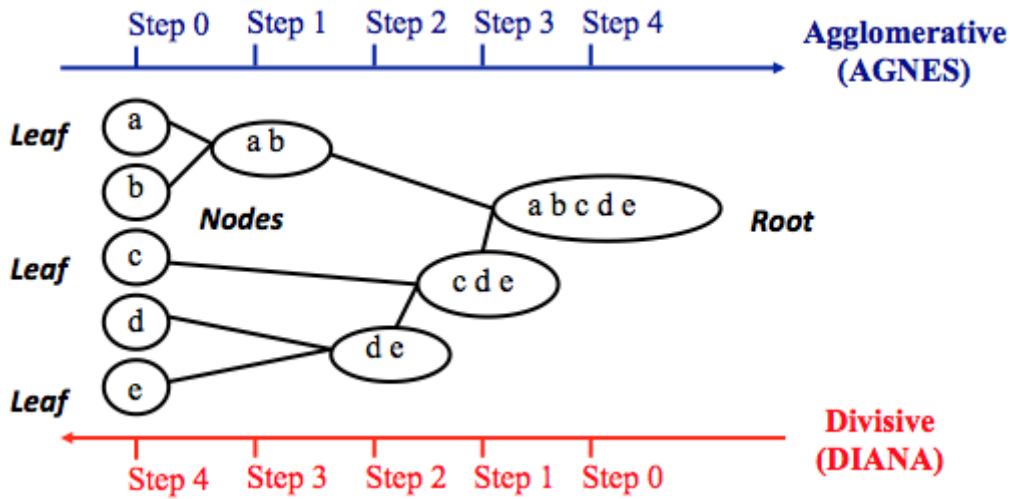 Step 0 Step 1 Step 2 Step 3 Step 4
Agglomerative
(AGNES)
Leaf
a
a b
b
Nodes
a b c d e
Root
Leaf
c
c d e
d
d e
e
Leaf
Divisive
(DIANA)
Step 4 Step 3 Step 2 Step 1 Step 0